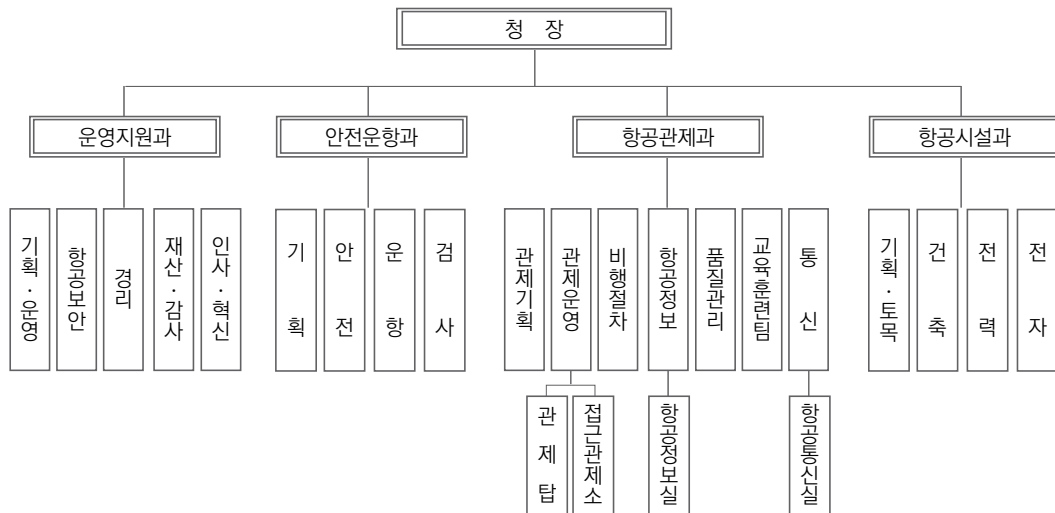 청 장
운영지원과
안전운항과
항공관제과
항공시설과
기획·운영
항공보안
경리
재산·감사
인사·혁신
기획
안전
운항
검사
관제기획
관제운영
비행절차
항공정보
품질관리
교육훈련팀
통신
기획·토목
건축
전력
전자
관제탑
접근관제소
항공정보실
항공통신실